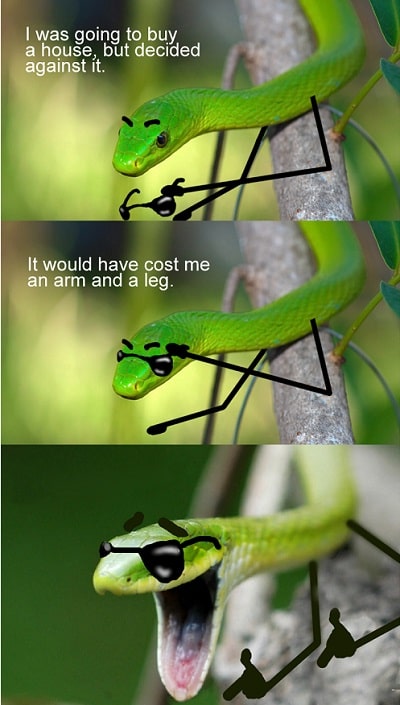 I was going to buy
a house, but decided
against it.
It would have cost me
an arm and a leg.